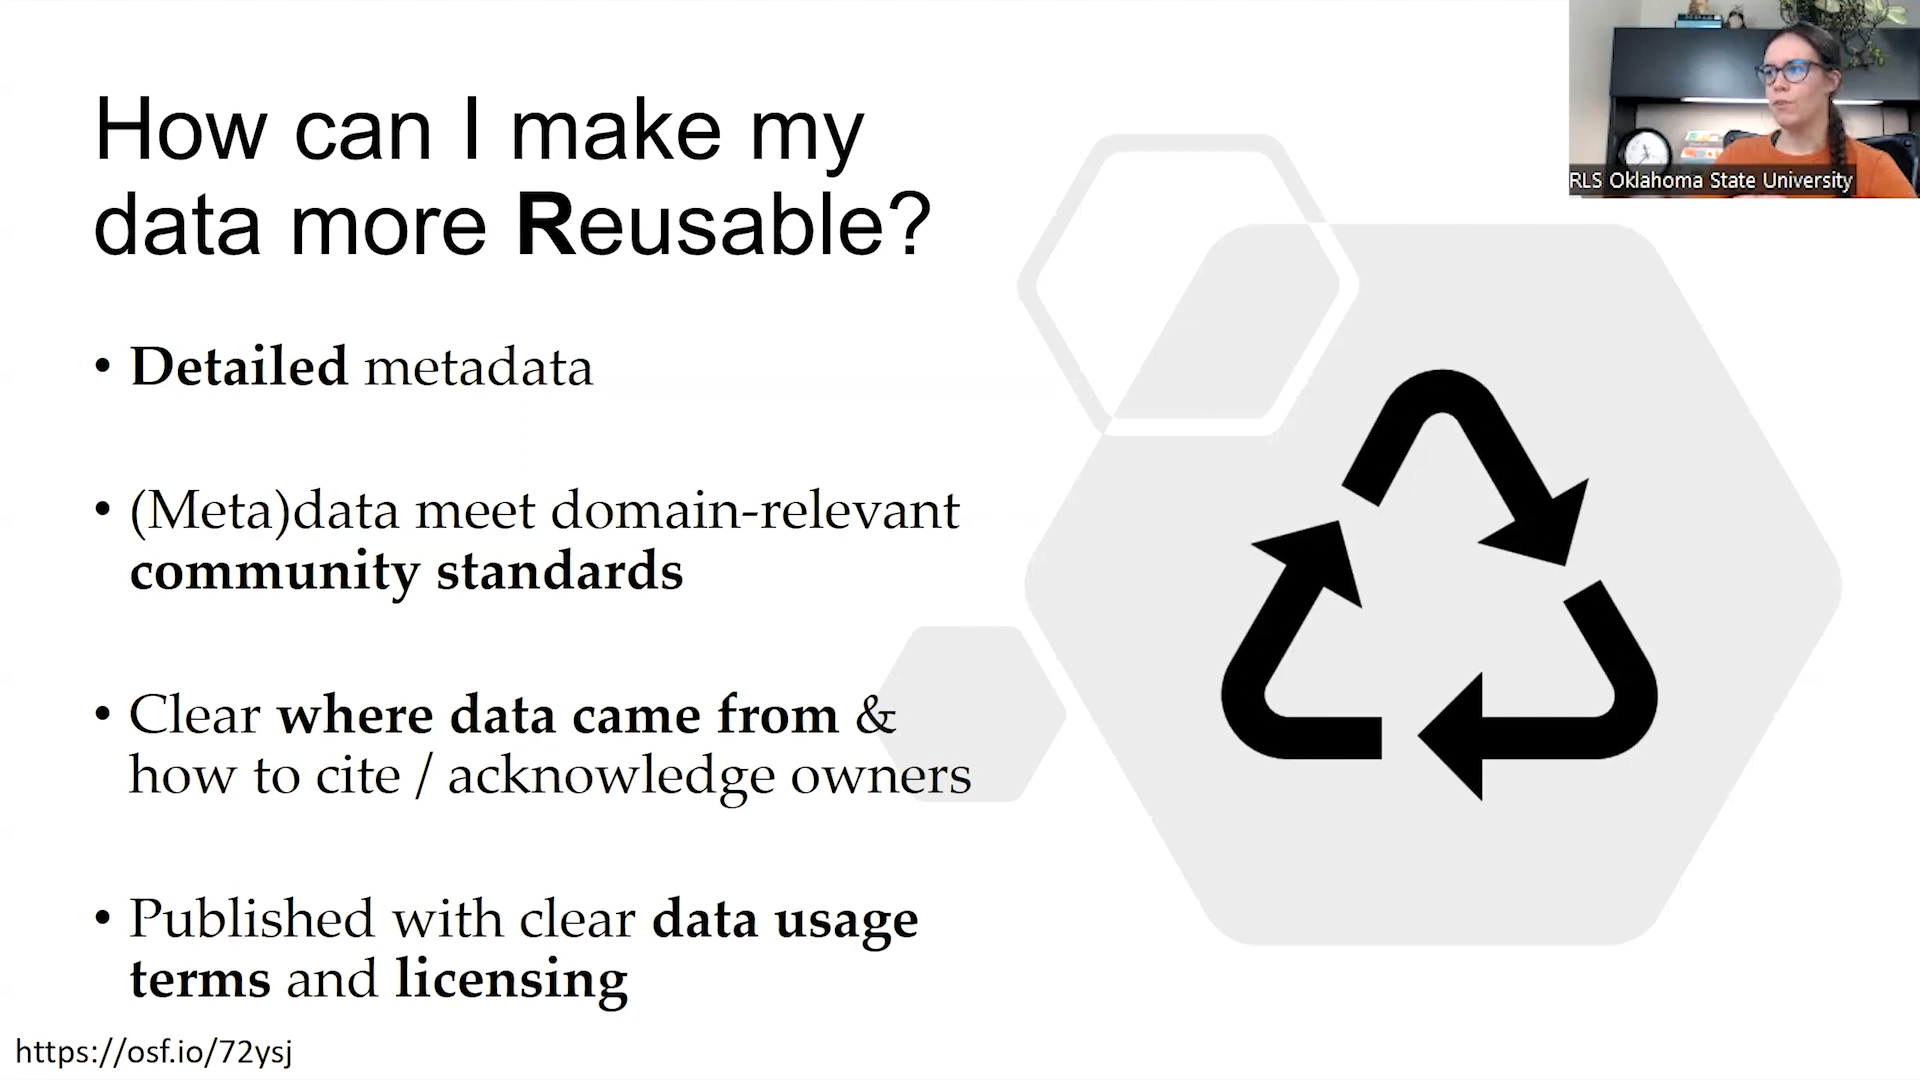 How can I make my
data more Reusable?
RLS Oklahoma State University
• Detailed metadata
• (Meta)data meet domain-relevant
community standards
• Clear where data came from &
how to cite / acknowledge owners
• Published with clear data usage
terms and licensing
https://osf.io/72ysj